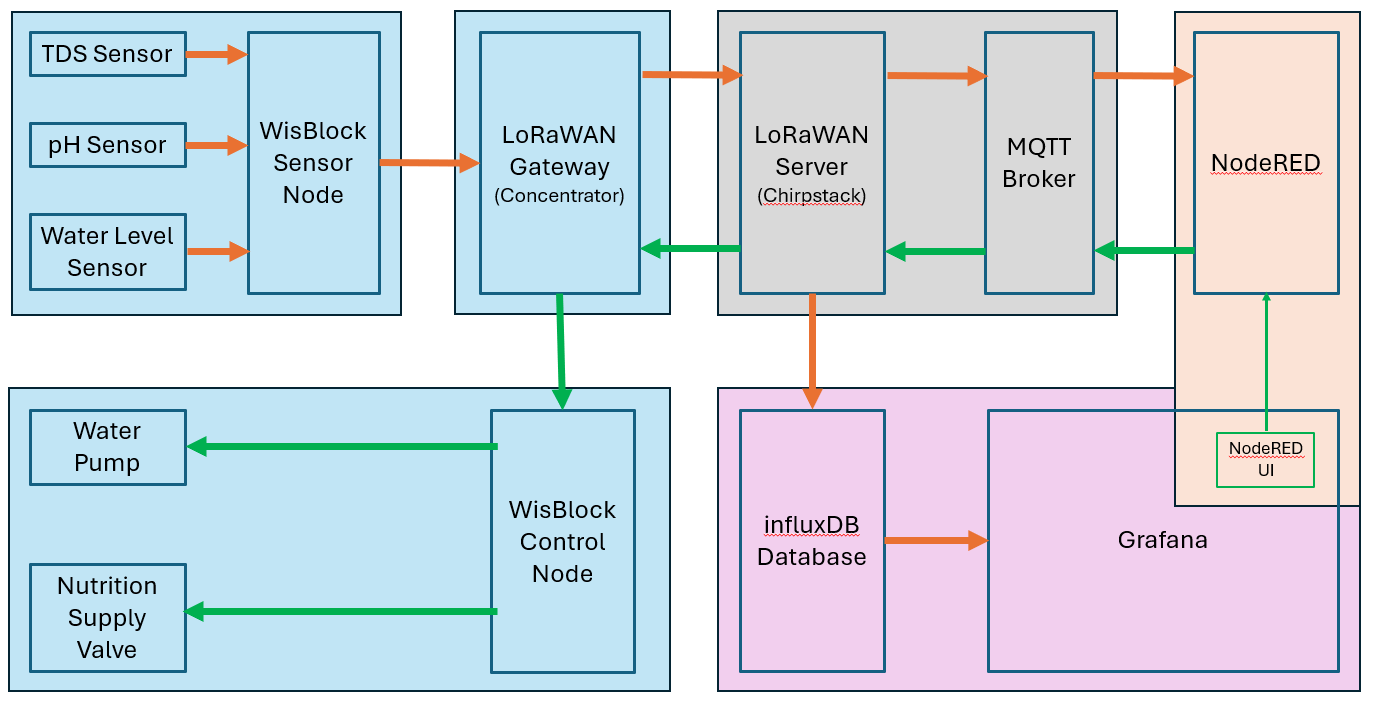 TDS Sensor
pH Sensor
Water Level
Sensor
WisBlock
Sensor
Node
LoRaWAN
Gateway
(Concentrator)
LoRaWAN
Server
(Chirpstack)
MQTT
Broker
NodeRED
Water
Pump
Nutrition
Supply
Valve
WisBlock
Control
Node
influxDB
Database
NodeRED
UI
Grafana